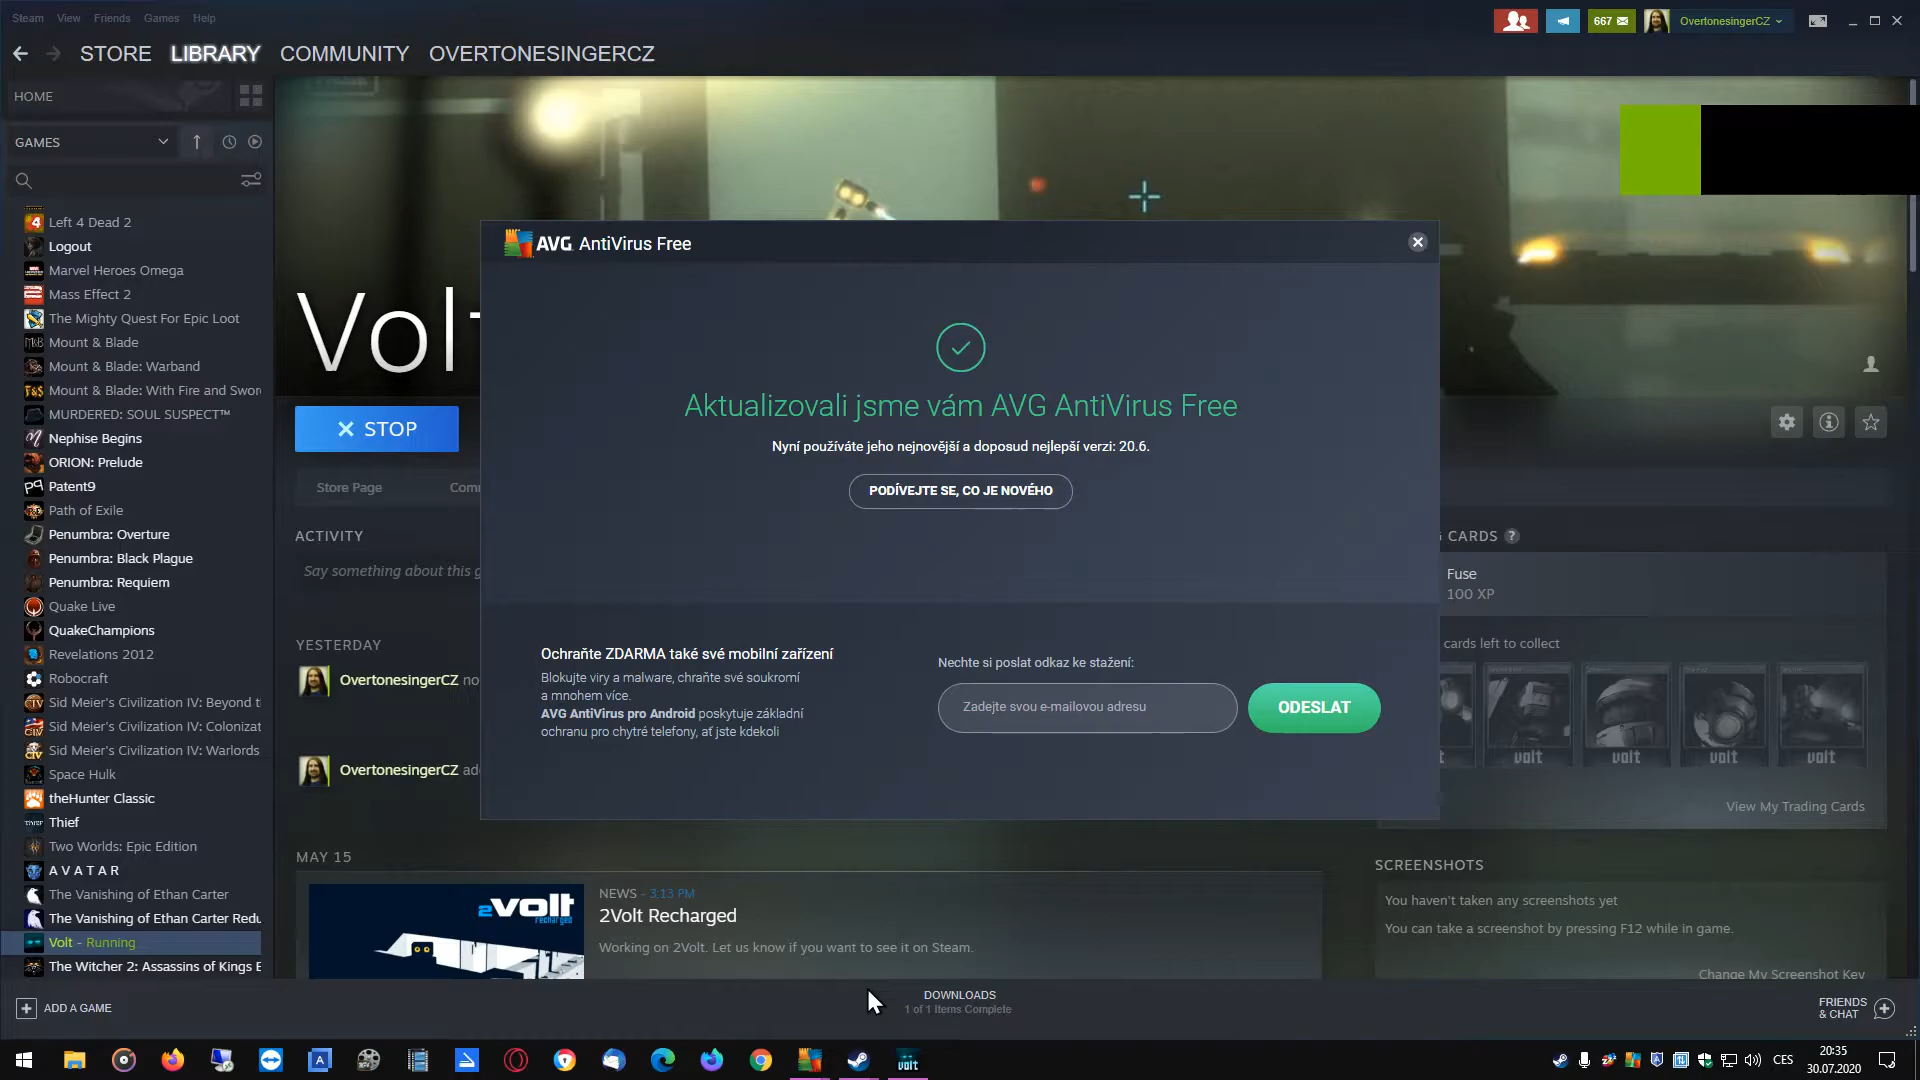 Steam View Friends Games Help
667
OvertonesingerCZ
STORE LIBRARY COMMUNITY OVERTONESINGERCZ
HOME
GAMES
Left 4 Dead 2
Logout
Marvel Heroes Omega
Mass Effect 2
The Mighty Quest For Epic Loot
Mount & Blade
Mount & Blade: Warband
Mount & Blade: With Fire and Swor
MURDERED: SOUL SUSPECT™
Nephise Begins
ORION: Prelude
Patent9
Path of Exile
Penumbra: Overture
Penumbra: Black Plague
Penumbra: Requiem
Quake Live
QuakeChampions
Revelations 2012
Robocraft
Sid Meier's Civilization IV: Beyond t
Sid Meier's Civilization IV: Colonizat
Sid Meier's Civilization IV: Warlords
Space Hulk
theHunter Classic
Thief
Two Worlds: Epic Edition
A V A T A R
The Vanishing of Ethan Carter
The Vanishing of Ethan Carter Redu
Volt - Running
The Witcher 2: Assassins of Kings E
ADD A GAME
Volt
STOP
Store Page Com
ACTIVITY
Say something about this g
YESTERDAY
OvertonesingerCZ no
OvertonesingerCZ ad
MAY 15
2volt
recharged
NEWS - 3:13 PM
2Volt Recharged
Working on 2Volt. Let us know if you want to see it on Steam.
AVG AntiVirus Free
Aktualizovali jsme vám AVG AntiVirus Free
Nyní používáte jeho nejnovější a doposud nejlepší verzi: 20.6.
PODÍVEJTE SE, CO JE NOVÉHO
Ochraňte ZDARMA také své mobilní zařízení
Blokujte viry a malware, chraňte své soukromí
a mnohem více.
AVG AntiVirus pro Android poskytuje základní
ochranu pro chytré telefony, ať jste kdekoli
Nechte si poslat odkaz ke stažení:
Zadejte svou e-mailovou adresu
ODESLAT
CARDS ?
Fuse
100 XP
cards left to collect
volt volt volt volt
View My Trading Cards
SCREENSHOTS
You haven't taken any screenshots yet
You can take a screenshot by pressing F12 while in game.
Change My Screenshot Key
DOWNLOADS
1 of 1 Items Complete
FRIENDS
& CHAT
volt
CES
20:35
30.07.2020